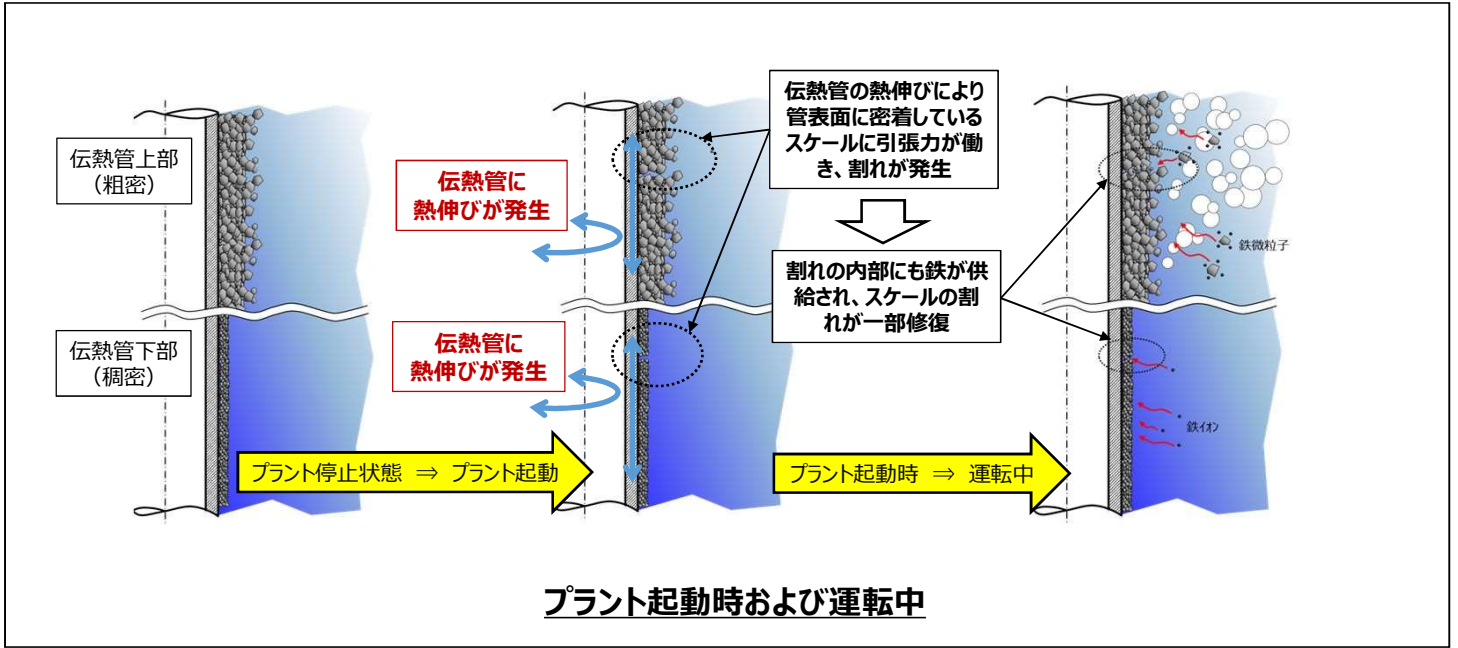 伝熱管上部
（粗密）
伝熱管下部
（稠密）
伝熱管に
熱伸びが発生
伝熱管に
熱伸びが発生
プラント停止状態 ⇒ プラント起動
伝熱管の熱伸びにより
管表面に密着している
スケールに引張力が働
き、割れが発生
割れの内部にも鉄が供
給され、スケールの割
れが一部修復
プラント起動時 ⇒ 運転中
鉄微粒子
鉄イオン
プラント起動時および運転中